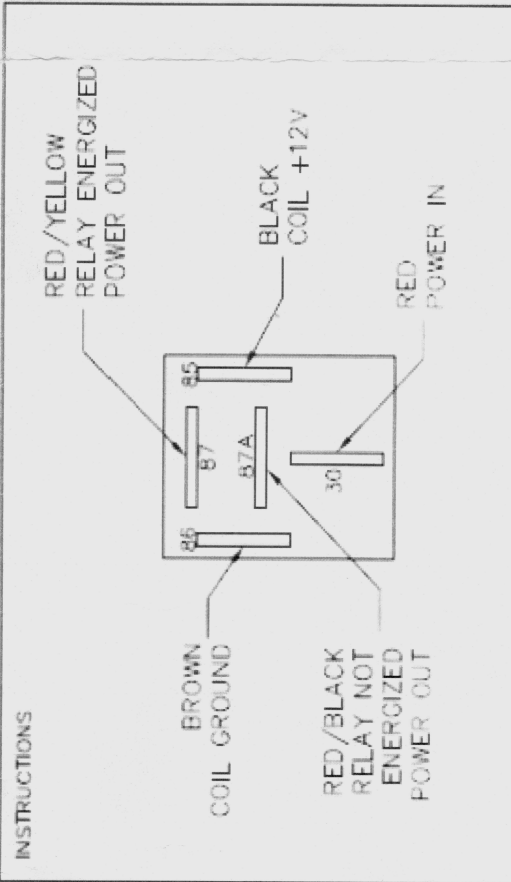 INSTRUCTIONS
RED/YELLOW
RELAY ENERGIZED
POWER OUT
BROWN
COIL GROUND
BLACK
COIL +12V
86
87
85
87A
30
RED/BLACK
RELAY NOT
ENERGIZED
POWER OUT
RED
POWER IN